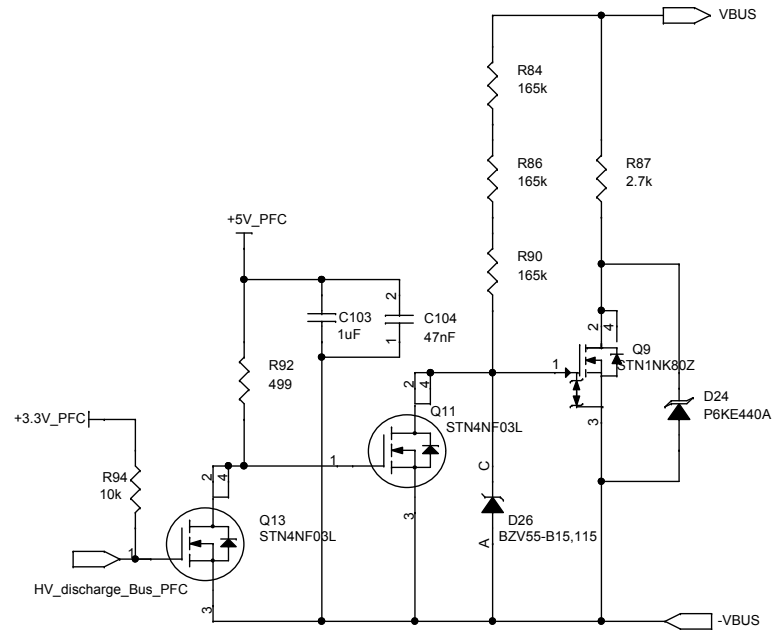 VBUS
R84
165k
R86
165k
R87
2.7k
+5V_PFC
R90
165k
C103
1uF
2
C104
1
47nF
2
4
Q9
1
STN1NK80Z
R92
499
2
4
Q11
STN4NF03L
3
D24
P6KE440A
+3.3V_PFC
R94
10k
2
4
1
C
Q13
STN4NF03L
3
D26
BZV55-B15,115
A
1
HV_discharge_Bus_PFC
3
-VBUS